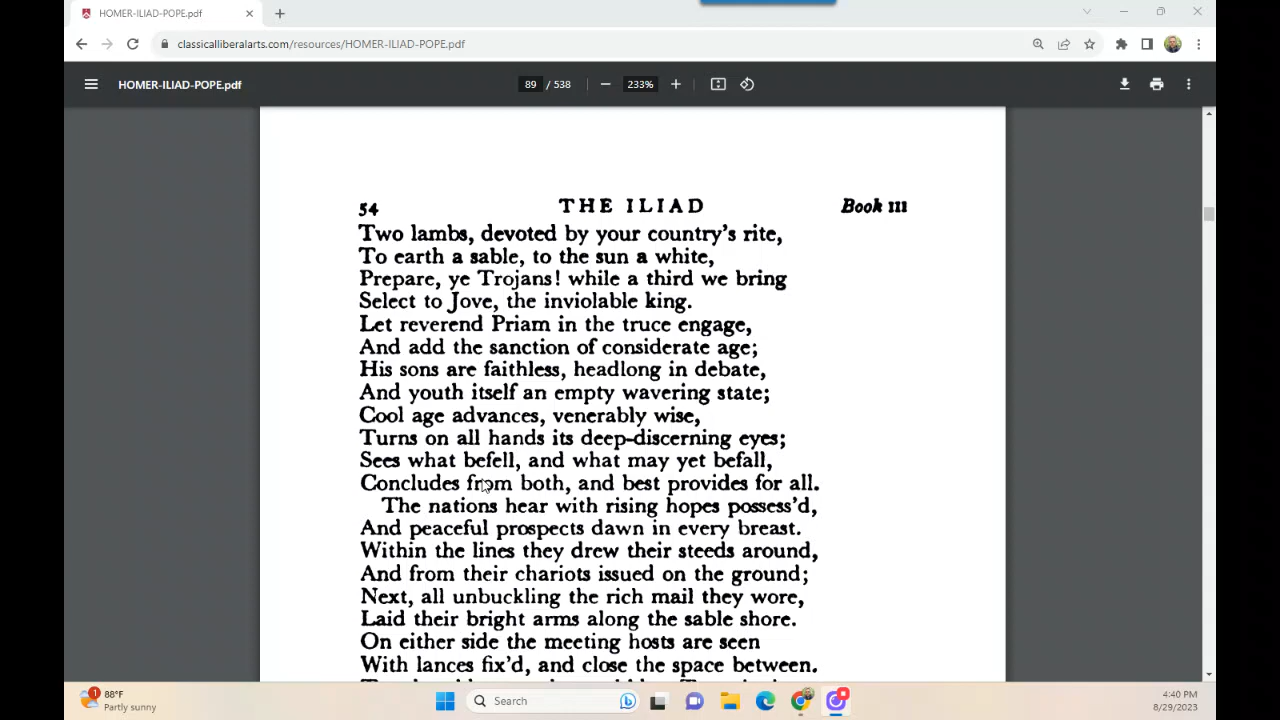 HOMER-ILIAD-POPE.pdf
classicalliberalarts.com/resources/HOMER-ILIAD-POPE.pdf
HOMER-ILIAD-POPE.pdf
89 / 538
233%
54 THE ILIAD Book III
Two lambs, devoted by your country's rite,
To earth a sable, to the sun a white,
Prepare, ye Trojans! while a third we bring
Select to Jove, the inviolable king.
Let reverend Priam in the truce engage,
And add the sanction of considerate age;
His sons are faithless, headlong in debate,
And youth itself an empty wavering state;
Cool age advances, venerably wise,
Turns on all hands its deep-discerning eyes;
Sees what befell, and what may yet befall,
Concludes from both, and best provides for all.
The nations hear with rising hopes possess'd,
And peaceful prospects dawn in every breast.
Within the lines they drew their steeds around,
And from their chariots issued on the ground;
Next, all unbuckling the rich mail they wore,
Laid their bright arms along the sable shore.
On either side the meeting hosts are seen
With lances fix'd, and close the space between.
1
88°F
Partly sunny
Search
4:40 PM
8/29/2023